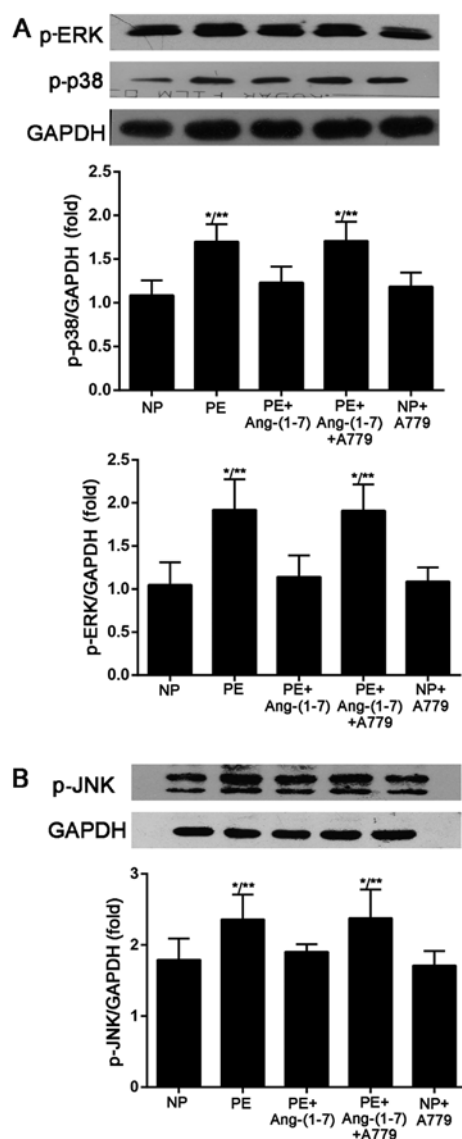 A
p-ERK
p-p38
GAPDH
p-p38/GAPDH (fold)
2.5
2.0
1.5
1.0
0.5
0.0
*/**
*/**
NP
PE
PE+
Ang-(1-7)
PE+
Ang-(1-7)
+A779
NP+
A779
p-ERK/GAPDH (fold)
2.5
2.0
1.5
1.0
0.5
0.0
*/**
*/**
NP
PE
PE+
Ang-(1-7)
PE+
Ang-(1-7)
+A779
NP+
A779
B
p-JNK
GAPDH
p-JNK/GAPDH (fold)
3
2
1
0
*/**
*/**
NP
PE
PE+
Ang-(1-7)
PE+
Ang-(1-7)
+A779
NP+
A779